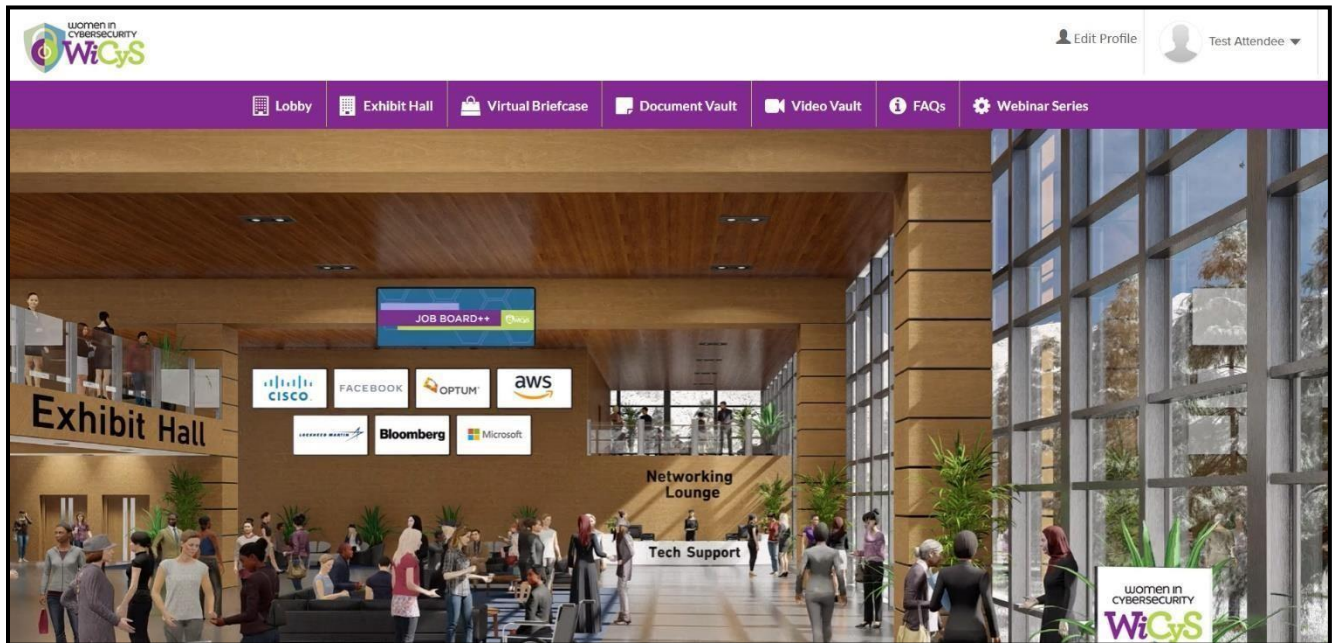 women in
CYBERSECURITY
WiCyS
Edit Profile
Test Attendee
Lobby
Exhibit Hall
Virtual Briefcase
Document Vault
Video Vault
FAQs
Webinar Series
JOB BOARD++
CISCO
FACEBOOK
OPTUM
aws
LOCKHEED MARTIN
Bloomberg
Microsoft
Exhibit Hall
Networking
Lounge
Tech Support
women in
CYBERSECURITY
WiCyS